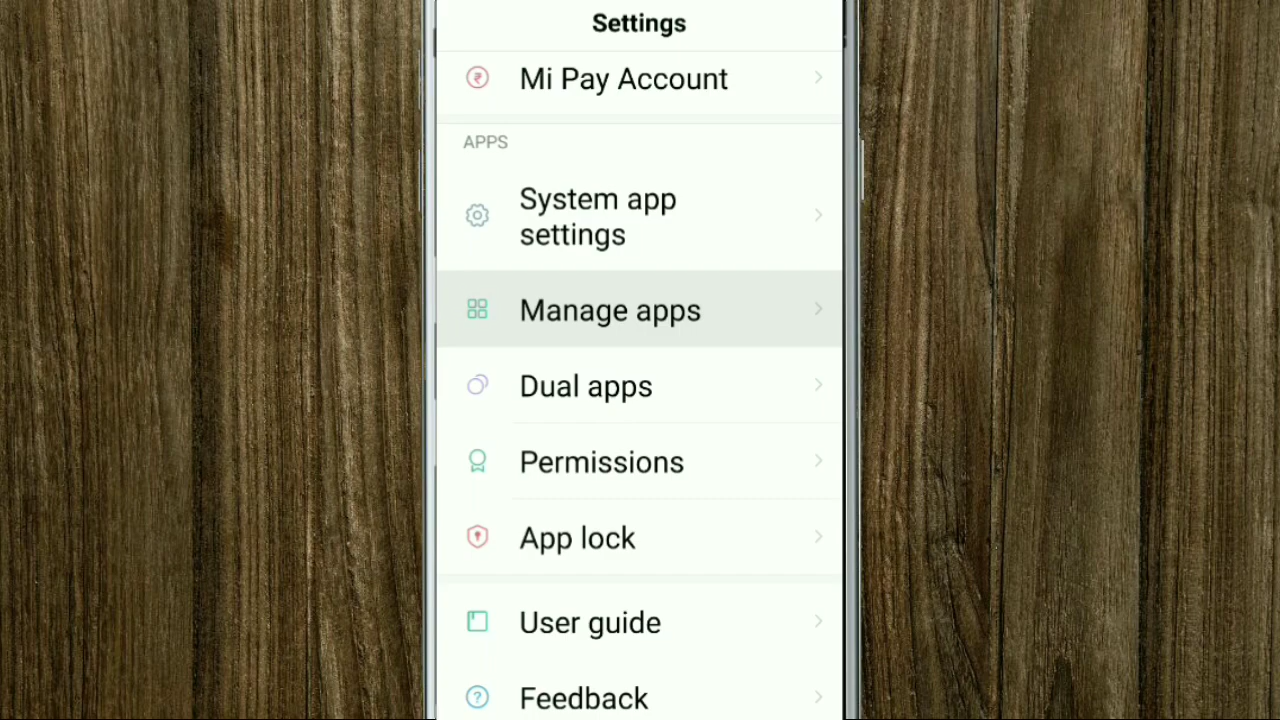 Settings
Mi Pay Account
APPS
System app
settings
Manage apps
Dual apps
Permissions
App lock
User guide
Feedback